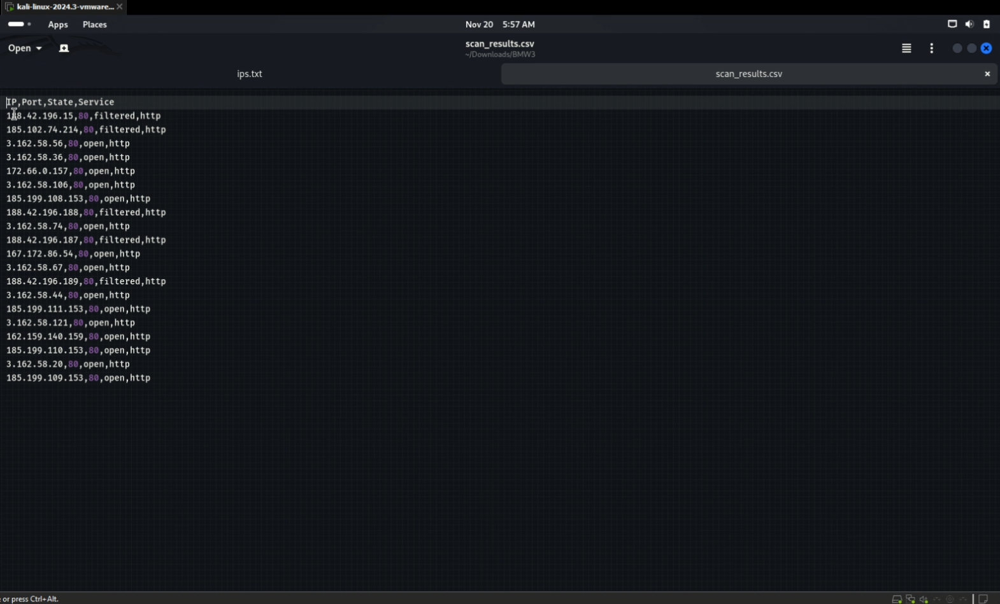 kali-linux-2024.3-vmware...
Apps Places Nov 20 5:57 AM
Open scan_results.csv
~/Downloads/BMW3
ips.txt scan_results.csv
IP,Port,State,Service
188.42.196.15,80,filtered,http
185.102.74.214,80,filtered,http
3.162.58.56,80,open,http
3.162.58.36,80,open,http
172.66.0.157,80,open,http
3.162.58.106,80,open,http
185.199.108.153,80,open,http
188.42.196.188,80,filtered,http
3.162.58.74,80,open,http
188.42.196.187,80,filtered,http
167.172.86.54,80,open,http
3.162.58.67,80,open,http
188.42.196.189,80,filtered,http
3.162.58.44,80,open,http
185.199.111.153,80,open,http
3.162.58.121,80,open,http
162.159.140.159,80,open,http
185.199.110.153,80,open,http
3.162.58.20,80,open,http
185.199.109.153,80,open,http
or press Ctrl+Alt.